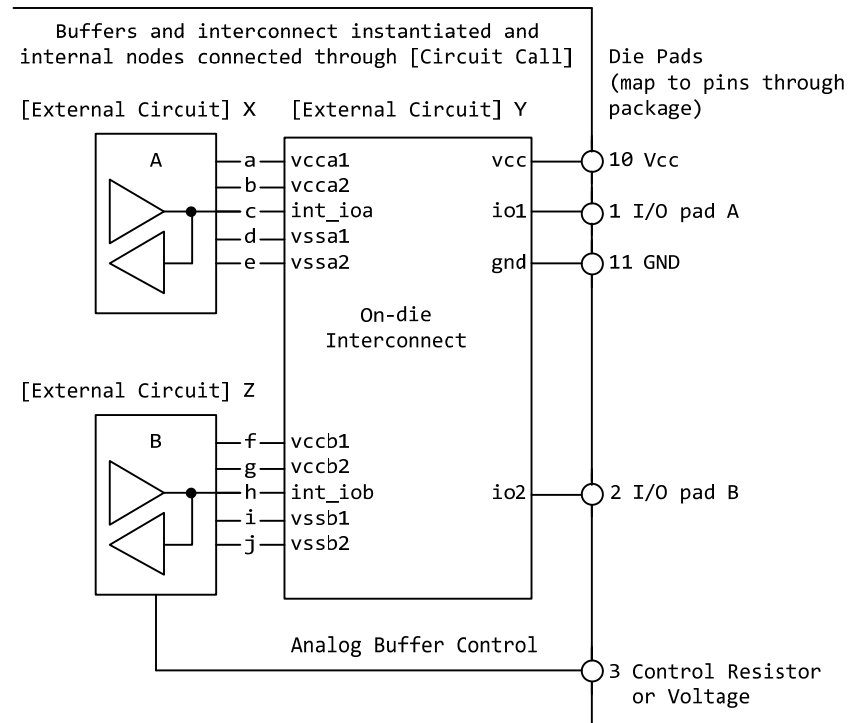 Buffers and interconnect instantiated and
internal nodes connected through [Circuit Call]
Die Pads
(map to pins through
package)
[External Circuit] X
[External Circuit] Y
A
a
b
c
d
e
vcca1
vcca2
int_ioa
vssa1
vssa2
vcc
io1
gnd
10 Vcc
1 I/O pad A
11 GND
On-die
Interconnect
[External Circuit] Z
B
f
g
h
i
j
vccb1
vccb2
int_iob
vssb1
vssb2
io2
2 I/O pad B
Analog Buffer Control
3 Control Resistor
or Voltage